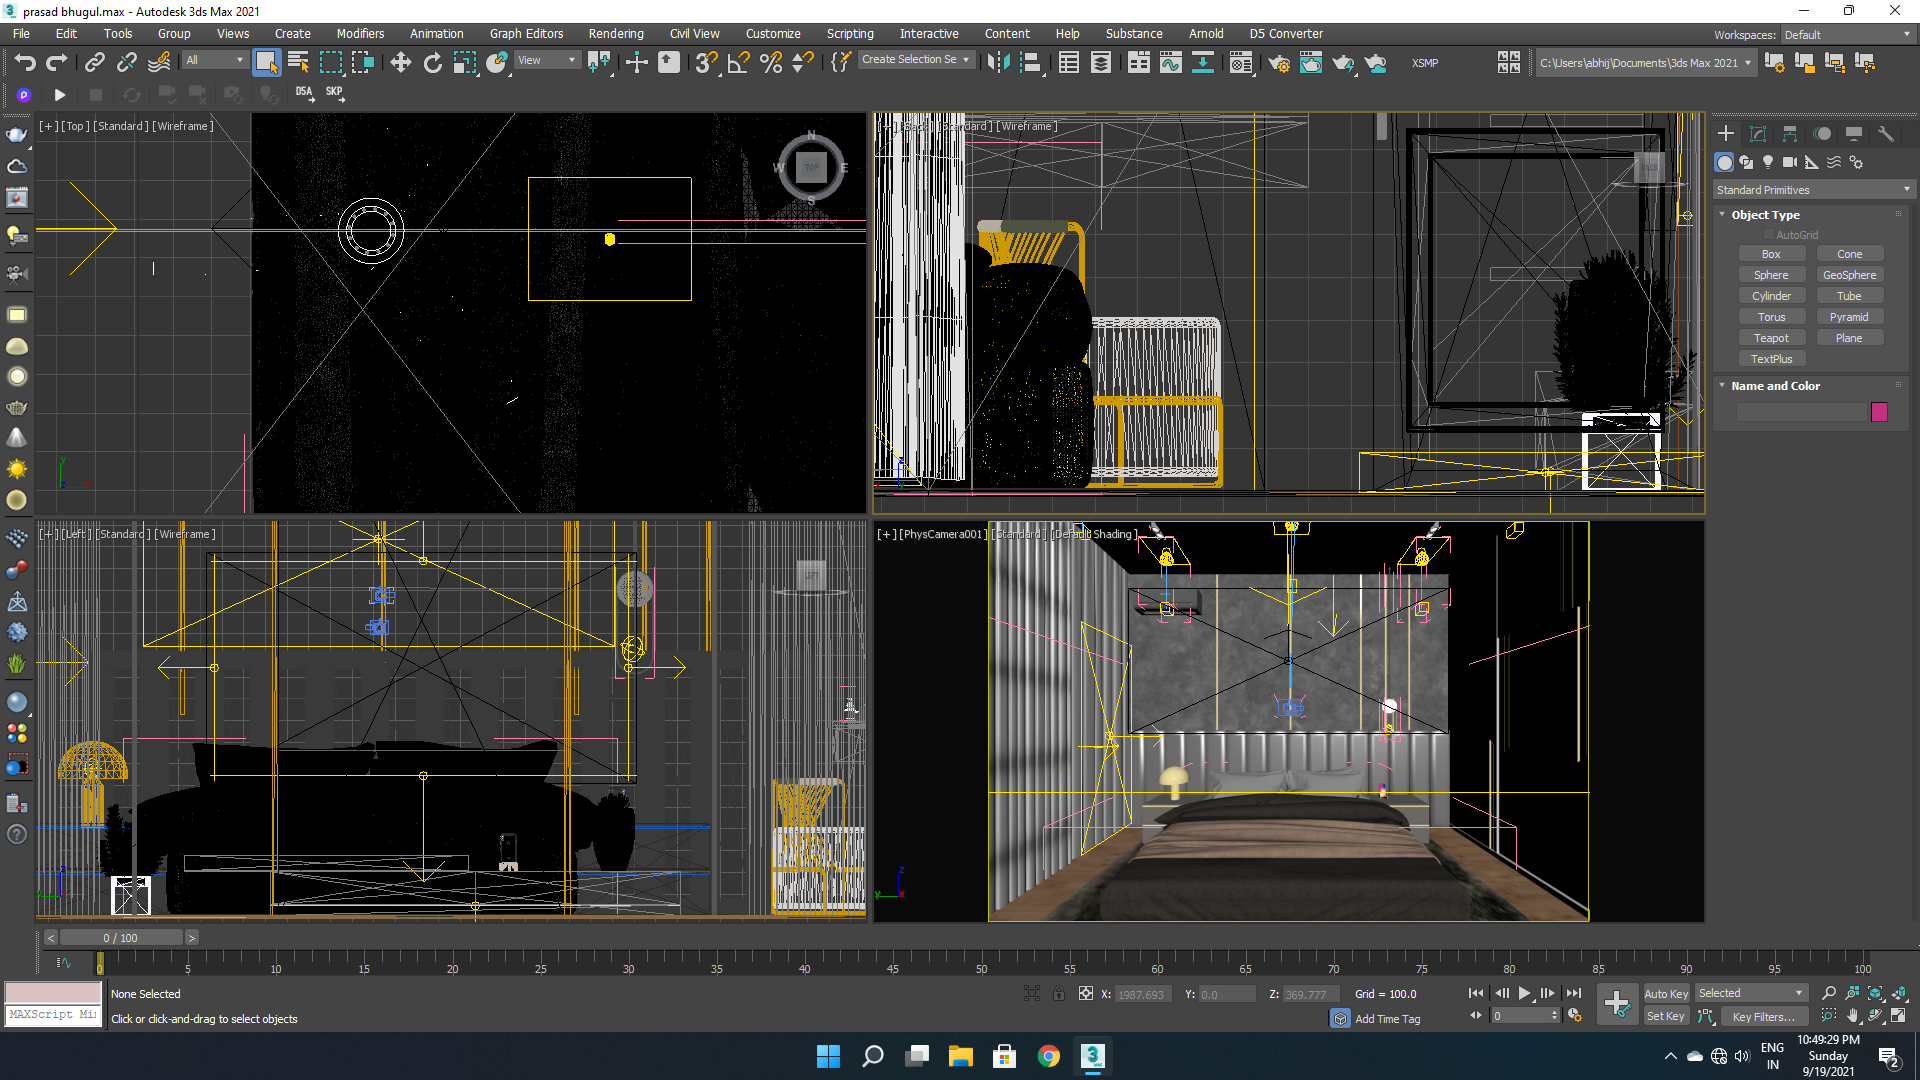 prasad bhugul.max - Autodesk 3ds Max 2021
File Edit Tools Group Views Create Modifiers Animation Graph Editors Rendering Civil View Customize Scripting Interactive Content Help Substance Arnold D5 Converter
Workspaces: Default
All View Create Selection Se XSMP C:\Users\abhij\Documents\3ds Max 2021
DSA SKP
[+] [Top] [Standard] [Wireframe]
N
W TOP E
S
[+] [Back] [Standard] [Wireframe]
BACK
[+] [Left] [Standard] [Wireframe]
LEFT
[+] [PhysCamera001] [Standard] [Default Shading]
Standard Primitives
Object Type
AutoGrid
Box Cone
Sphere GeoSphere
Cylinder Tube
Torus Pyramid
Teapot Plane
TextPlus
Name and Color
< 0 / 100 >
0 5 10 15 20 25 30 35 40 45 50 55 60 65 70 75 80 85 90 95 100
None Selected
X: 1987.693 Y: 0.0 Z: 369.777 Grid = 100.0
Auto Key Selected
MAXScript Mi
Click or click-and-drag to select objects
Add Time Tag
0
Set Key Key Filters...
ENG
IN
10:49:29 PM
Sunday
9/19/2021
2